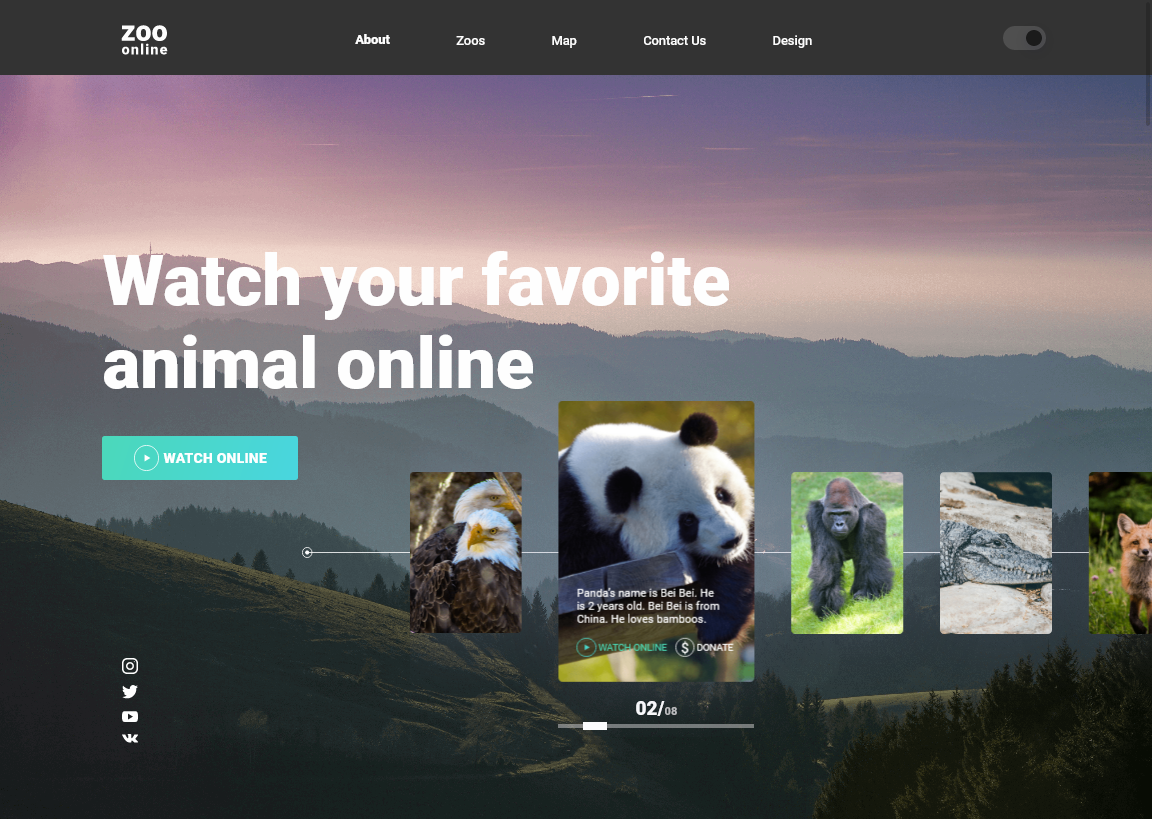 ZOO
online
About
Zoos
Map
Contact Us
Design
Watch your favorite
animal online
WATCH ONLINE
Panda's name is Bei Bei. He
is 2 years old. Bei Bei is from
China. He loves bamboos.
WATCH ONLINE
$ DONATE
02/08